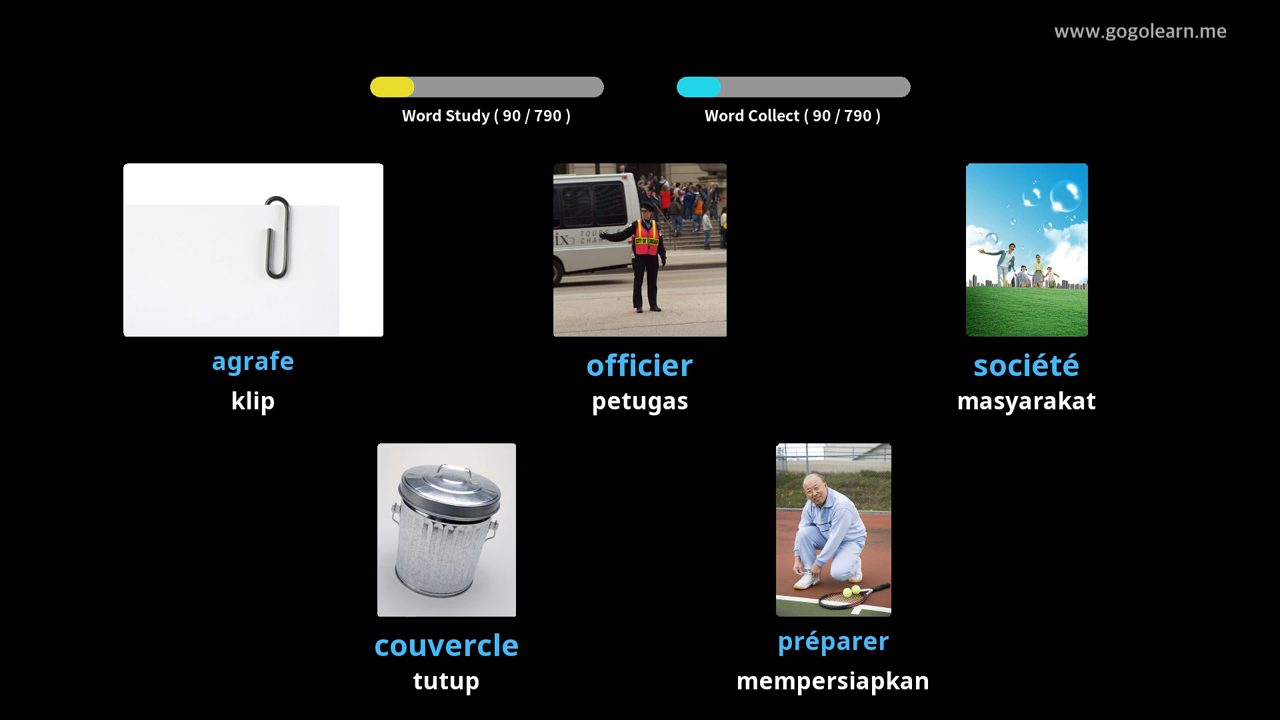 www.gogolearn.me
Word Study ( 90 / 790 )
Word Collect ( 90 / 790 )
agrafe
klip
officier
petugas
société
masyarakat
couvercle
tutup
préparer
mempersiapkan